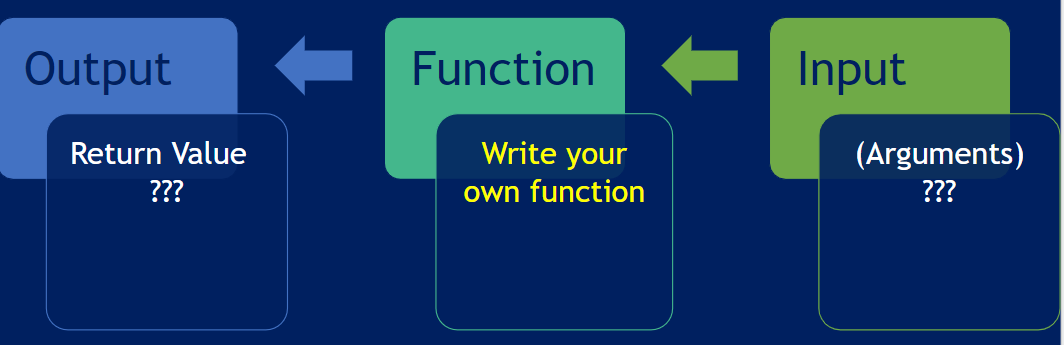 Output
Return Value
???
Function
Write your
own function
Input
(Arguments)
???